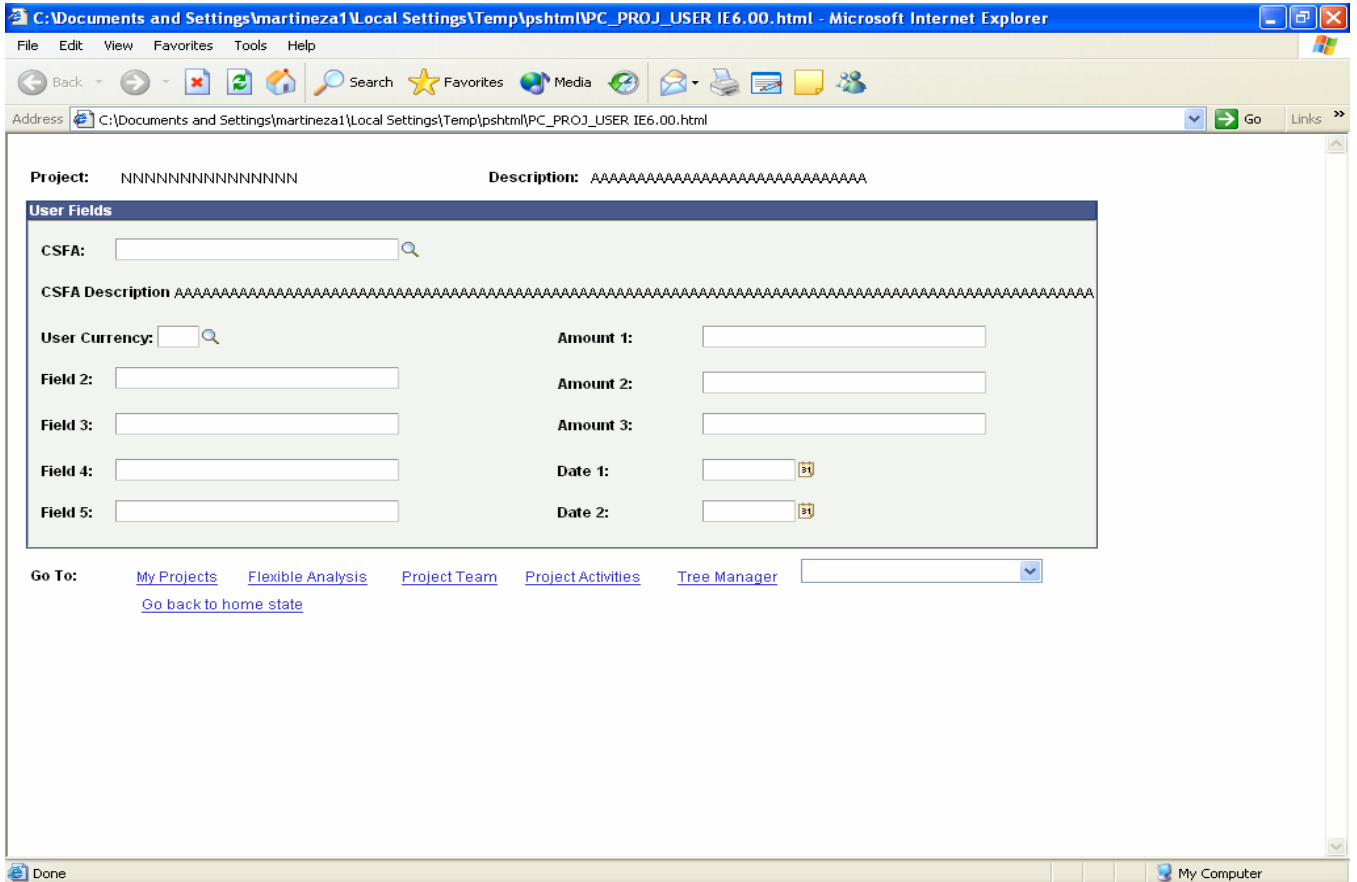 C:\Documents and Settings\martineza1\Local Settings\Temp\pshtml\PC_PROJ_USER IE6.00.html - Microsoft Internet Explorer
File Edit View Favorites Tools Help
Back Search Favorites Media
Address C:\Documents and Settings\martineza1\Local Settings\Temp\pshtml\PC_PROJ_USER IE6.00.html Go Links »
Project: NNNNNNNNNNNNNNN Description: AAAAAAAAAAAAAAAAAAAAAAAAAAAAAA
User Fields
CSFA:
CSFA Description AAAAAAAAAAAAAAAAAAAAAAAAAAAAAAAAAAAAAAAAAAAAAAAAAAAAAAAAAAAAAAAAAAAAAAAAAAAAAAAAAAAAAAAAAAAAAAAAAAAA
User Currency: Amount 1:
Field 2: Amount 2:
Field 3: Amount 3:
Field 4: Date 1: 31
Field 5: Date 2: 31
Go To: My Projects Flexible Analysis Project Team Project Activities Tree Manager
Go back to home state
Done My Computer